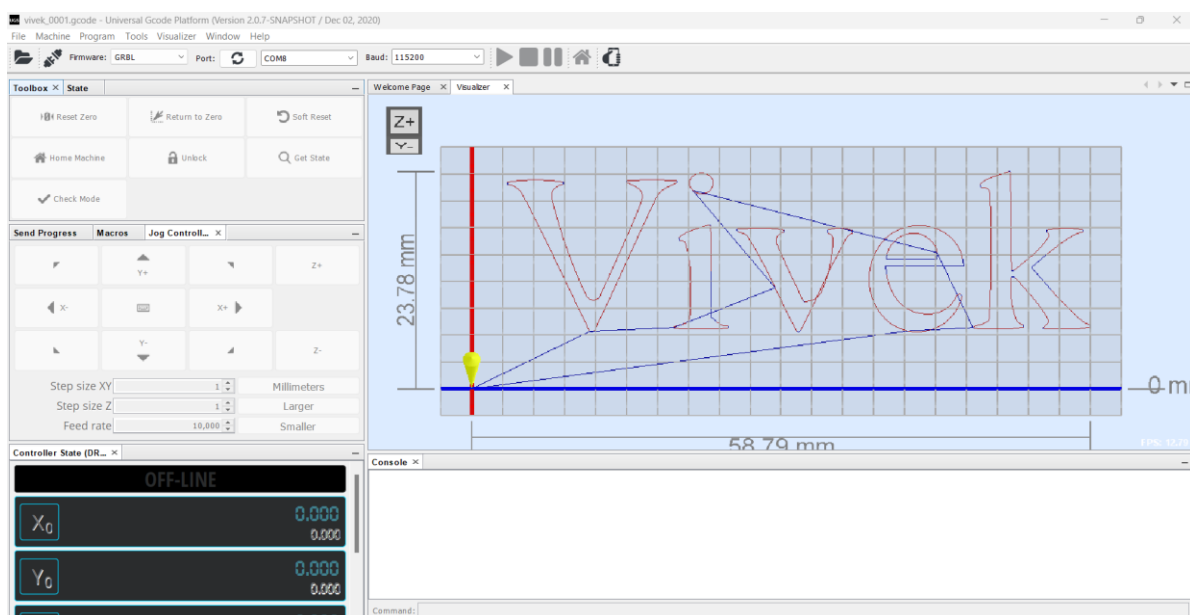 vivek_0001.gcode - Universal Gcode Platform (Version 2.0.7-SNAPSHOT / Dec 02, 2020)
File Machine Program Tools Visualizer Window Help
Firmware: GRBL Port: COM8 Baud: 115200
Toolbox × State
Reset Zero Return to Zero Soft Reset
Home Machine Unlock Get State
Check Mode
Send Progress Macros Jog Controll... ×
Y+ Z+
X- X+
Y- Z-
Step size XY 1 Millimeters
Step size Z 1 Larger
Feed rate 10,000 Smaller
Controller State (DR... ×
OFF-LINE
X0 0.000
0.000
Y0 0.000
0.000
Welcome Page × Visualizer ×
Z+
Y-
Vivek
23.78 mm
0 m
58.79 mm
Console ×
Command: